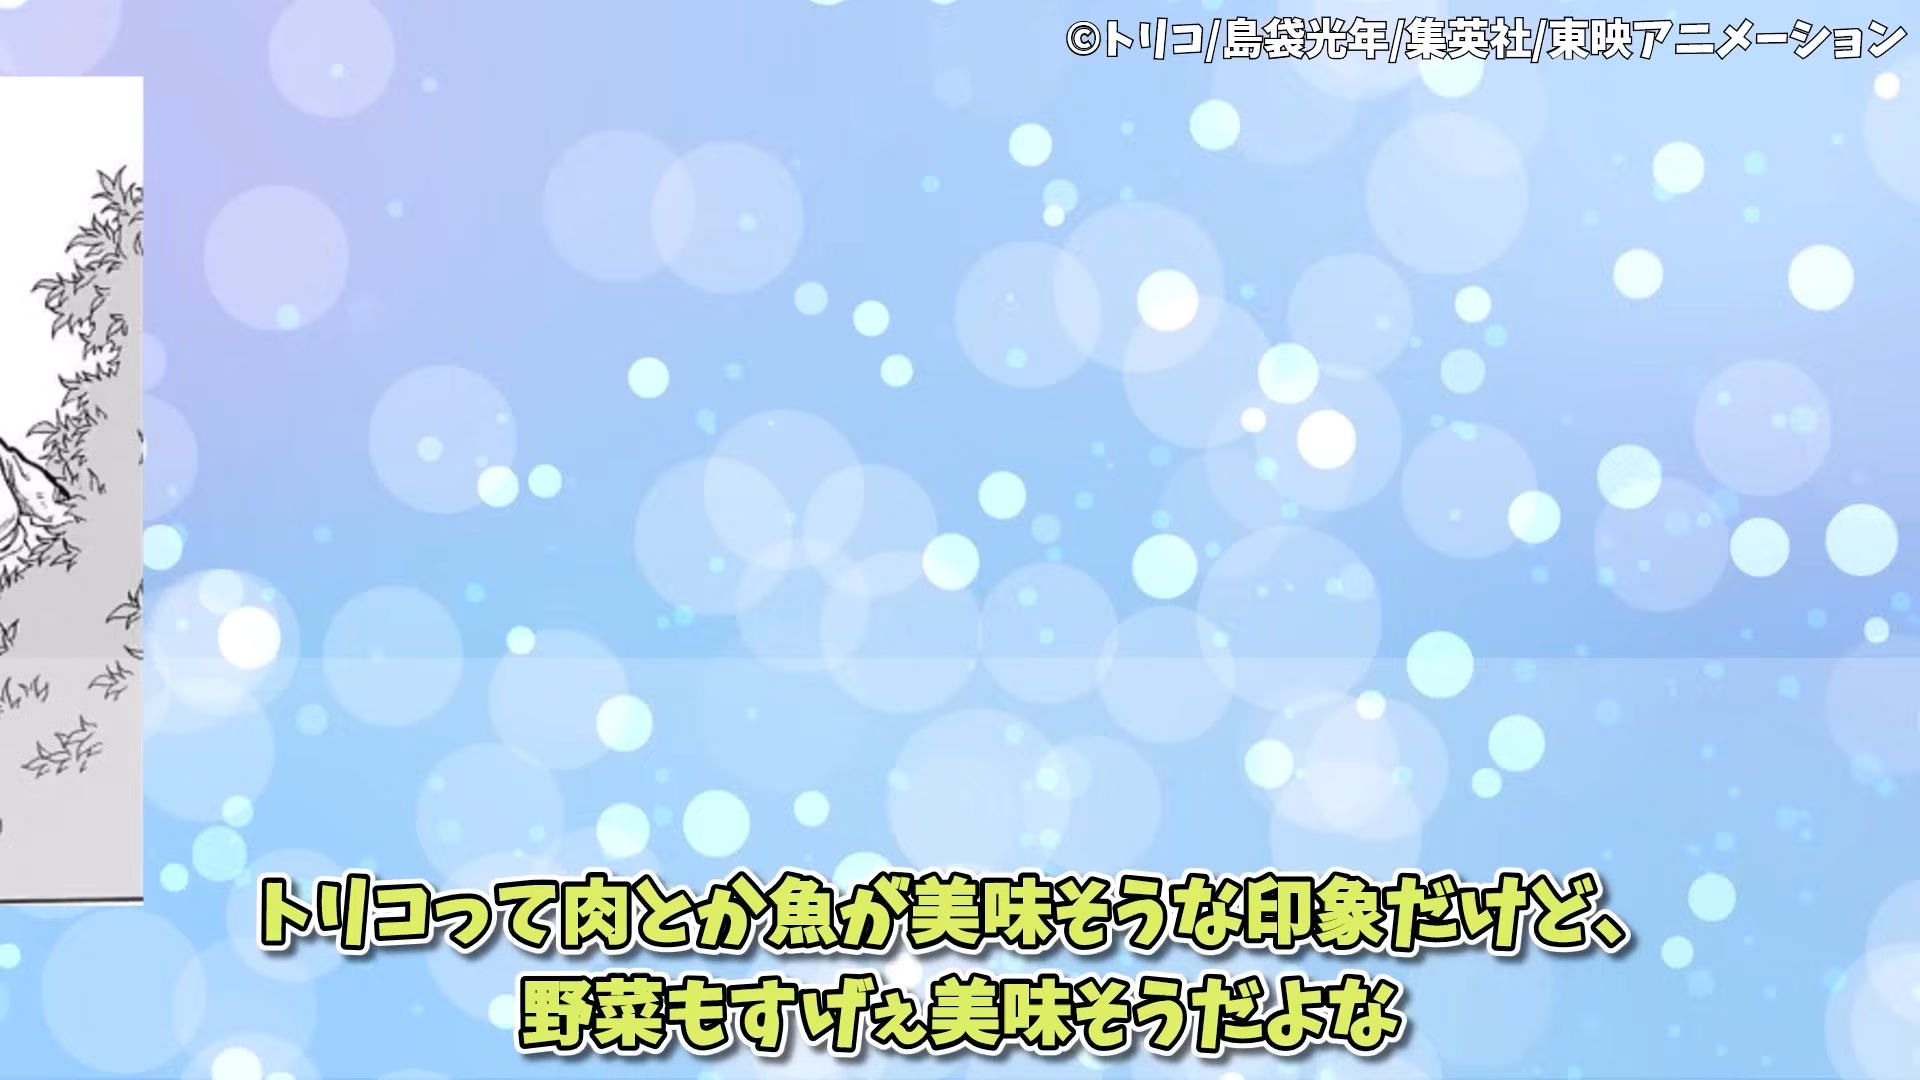 ©トリコ/島袋光年/集英社/東映アニメーション
トリコって肉とか魚が美味そうな印象だけど、
野菜もすげぇ美味そうだよな